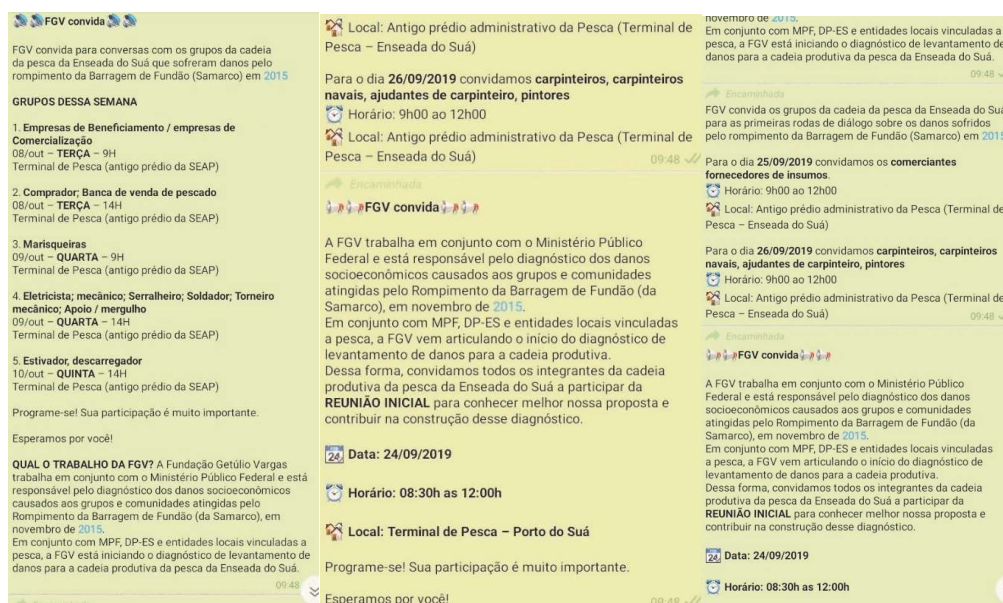 FGV convida
FGV convida para conversas com os grupos da cadeia
da pesca da Enseada do Suá que sofreram danos pelo
rompimento da Barragem de Fundão (Samarco) em 2015
GRUPOS DESSA SEMANA
1. Empresas de Beneficiamento / empresas de
Comercialização
08/out – TERÇA – 9H
Terminal de Pesca (antigo prédio da SEAP)
2. Comprador; Banca de venda de pescado
08/out – TERÇA – 14H
Terminal de Pesca (antigo prédio da SEAP)
3. Marisqueiras
09/out – QUARTA – 9H
Terminal de Pesca (antigo prédio da SEAP)
4. Eletricista; mecânico; Serralheiro; Soldador; Torneiro
mecânico; Apoio / mergulho
09/out – QUARTA – 14H
Terminal de Pesca (antigo prédio da SEAP)
5. Estivador, descarregador
10/out – QUINTA – 14H
Terminal de Pesca (antigo prédio da SEAP)
Programe-se! Sua participação é muito importante.
Esperamos por você!
QUAL O TRABALHO DA FGV? A Fundação Getúlio Vargas
trabalha em conjunto com o Ministério Público Federal e está
responsável pelo diagnóstico dos danos socioeconômicos
causados aos grupos e comunidades atingidas pelo
Rompimento da Barragem de Fundão (da Samarco), em
novembro de 2015.
Em conjunto com MPF, DP-ES e entidades locais vinculadas a
pesca, a FGV está iniciando o diagnóstico de levantamento de
danos para a cadeia produtiva da pesca da Enseada do Suá.
09:48
Local: Antigo prédio administrativo da Pesca (Terminal de
Pesca – Enseada do Suá)
Para o dia 26/09/2019 convidamos carpinteiros, carpinteiros
navais, ajudantes de carpinteiro, pintores
Horário: 9h00 ao 12h00
Local: Antigo prédio administrativo da Pesca (Terminal de
Pesca – Enseada do Suá)
09:48
Encaminhada
FGV convida
A FGV trabalha em conjunto com o Ministério Público
Federal e está responsável pelo diagnóstico dos danos
socioeconômicos causados aos grupos e comunidades
atingidas pelo Rompimento da Barragem de Fundão (da
Samarco), em novembro de 2015.
Em conjunto com MPF, DP-ES e entidades locais vinculadas
a pesca, a FGV vem articulando o início do diagnóstico de
levantamento de danos para a cadeia produtiva.
Dessa forma, convidamos todos os integrantes da cadeia
produtiva da pesca da Enseada do Suá a participar da
REUNIÃO INICIAL para conhecer melhor nossa proposta e
contribuir na construção desse diagnóstico.
24 Data: 24/09/2019
Horário: 08:30h as 12:00h
Local: Terminal de Pesca – Porto do Suá
Programe-se! Sua participação é muito importante.
Esperamos por você!
09:48
novembro de 2015.
Em conjunto com MPF, DP-ES e entidades locais vinculadas a
pesca, a FGV está iniciando o diagnóstico de levantamento de
danos para a cadeia produtiva da pesca da Enseada do Suá.
09:48
Encaminhada
FGV convida os grupos da cadeia da pesca da Enseada do Suá
para as primeiras rodas de diálogo sobre os danos sofridos
pelo rompimento da Barragem de Fundão (Samarco) em 2015
Para o dia 25/09/2019 convidamos os comerciantes
fornecedores de insumos.
Horário: 9h00 ao 12h00
Local: Antigo prédio administrativo da Pesca (Terminal de
Pesca – Enseada do Suá)
Para o dia 26/09/2019 convidamos carpinteiros, carpinteiros
navais, ajudantes de carpinteiro, pintores
Horário: 9h00 ao 12h00
Local: Antigo prédio administrativo da Pesca (Terminal de
Pesca – Enseada do Suá)
09:48
Encaminhada
FGV convida
A FGV trabalha em conjunto com o Ministério Público
Federal e está responsável pelo diagnóstico dos danos
socioeconômicos causados aos grupos e comunidades
atingidas pelo Rompimento da Barragem de Fundão (da
Samarco), em novembro de 2015.
Em conjunto com MPF, DP-ES e entidades locais vinculadas
a pesca, a FGV vem articulando o início do diagnóstico de
levantamento de danos para a cadeia produtiva.
Dessa forma, convidamos todos os integrantes da cadeia
produtiva da pesca da Enseada do Suá a participar da
REUNIÃO INICIAL para conhecer melhor nossa proposta e
contribuir na construção desse diagnóstico.
24 Data: 24/09/2019
Horário: 08:30h as 12:00h